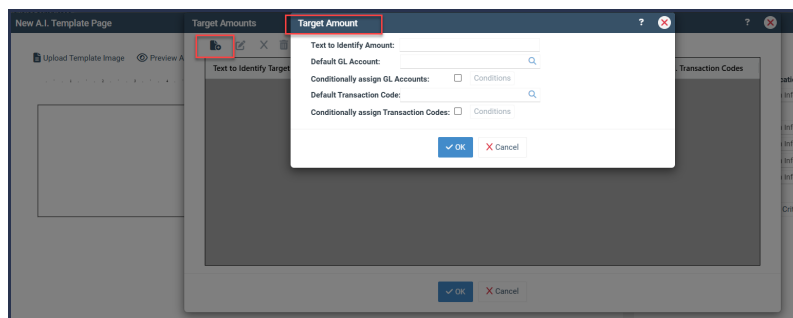 New A.I. Template Page
Target Amounts
Target Amount
?
?
Upload Template Image
Preview A
Text to Identify Target
Transaction Codes
Text to Identify Amount:
Default GL Account:
Conditionally assign GL Accounts:
Conditions
Default Transaction Code:
Conditionally assign Transaction Codes:
Conditions
OK
Cancel
OK
Cancel